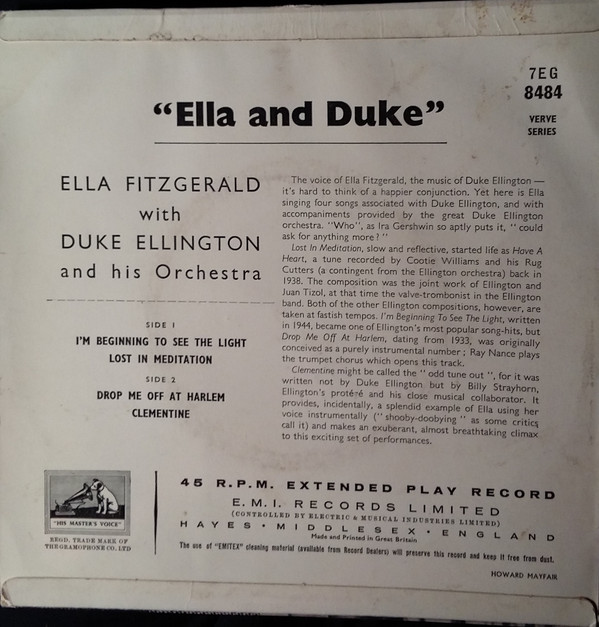 7EG
8484
VERVE
SERIES
“Ella and Duke”
ELLA FITZGERALD
with
DUKE ELLINGTON
and his Orchestra
SIDE 1
I'M BEGINNING TO SEE THE LIGHT
LOST IN MEDITATION
SIDE 2
DROP ME OFF AT HARLEM
CLEMENTINE
The voice of Ella Fitzgerald, the music of Duke Ellington —
it's hard to think of a happier conjunction. Yet here is Ella
singing four songs associated with Duke Ellington, and with
accompaniments provided by the great Duke Ellington
orchestra. “Who”, as Ira Gershwin so aptly puts it, “ could
ask for anything more ? ”
Lost In Meditation, slow and reflective, started life as Have A
Heart, a tune recorded by Cootie Williams and his Rug
Cutters (a contingent from the Ellington orchestra) back in
1938. The composition was the joint work of Ellington and
Juan Tizol, at that time the valve-trombonist in the Ellington
band. Both of the other Ellington compositions, however, are
taken at fastish tempos. I'm Beginning To See The Light, written
in 1944, became one of Ellington's most popular song-hits, but
Drop Me Off At Harlem, dating from 1933, was originally
conceived as a purely instrumental number ; Ray Nance plays
the trumpet chorus which opens this track.
Clementine might be called the “ odd tune out ”, for it was
written not by Duke Ellington but by Billy Strayhorn,
Ellington's protégé and his close musical collaborator. It
provides, incidentally, a splendid example of Ella using her
voice instrumentally (“ shooby-doobying ” as some critics
call it) and makes an exuberant, almost breathtaking climax
to this exciting set of performances.
“HIS MASTER'S VOICE”
REGD. TRADE MARK OF
THE GRAMOPHONE CO. LTD
45 R.P.M. EXTENDED PLAY RECORD
E.M.I. RECORDS LIMITED
(CONTROLLED BY ELECTRIC & MUSICAL INDUSTRIES LIMITED)
HAYES · MIDDLESEX · ENGLAND
Made and Printed in Great Britain
The use of “EMITEX” cleaning material (available from Record Dealers) will preserve this record and keep it free from dust.
HOWARD MAYFAIR